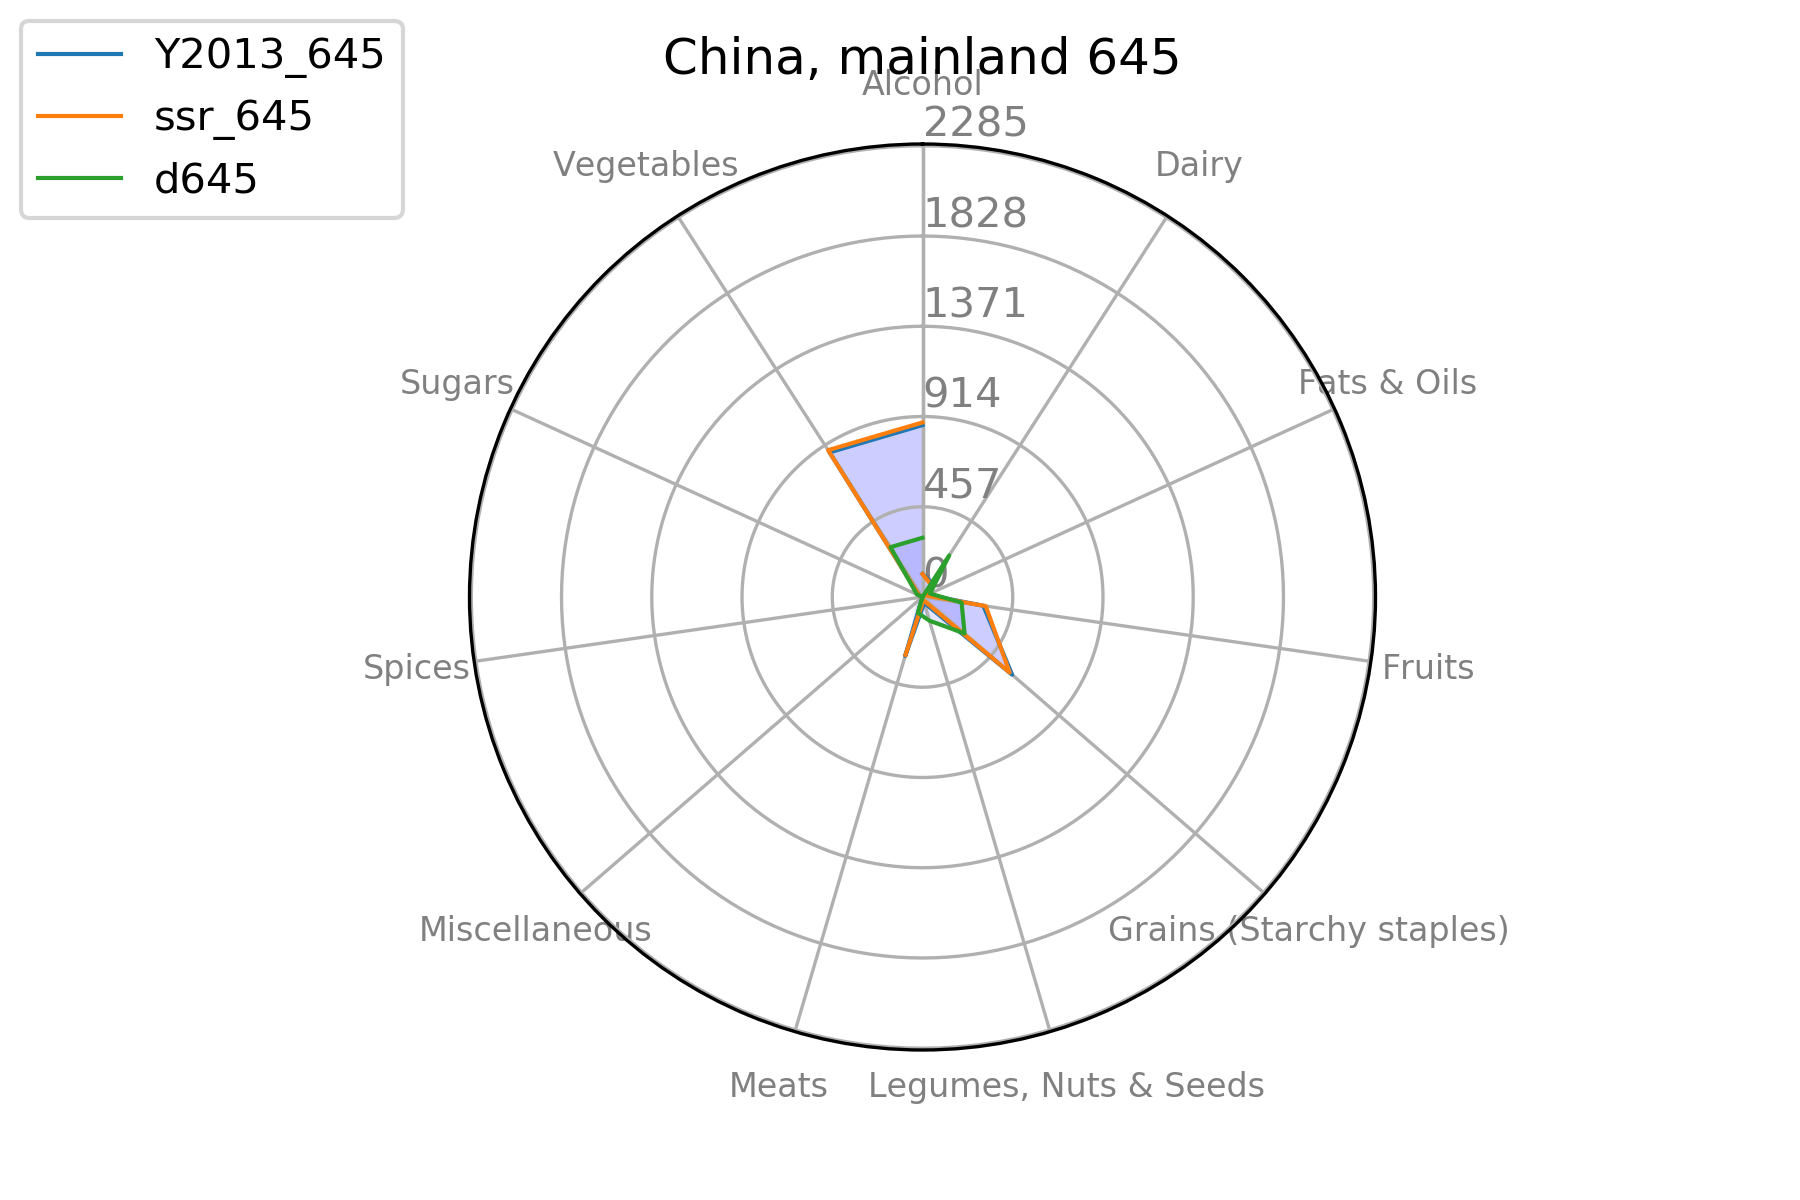 Y2013_645
ssr_645
d645
China, mainland 645
Alcohol
2285
Vegetables
Dairy
1828
1371
Sugars
Fats & Oils
914
457
0
Spices
Fruits
Miscellaneous
Grains (Starchy staples)
Meats
Legumes, Nuts & Seeds